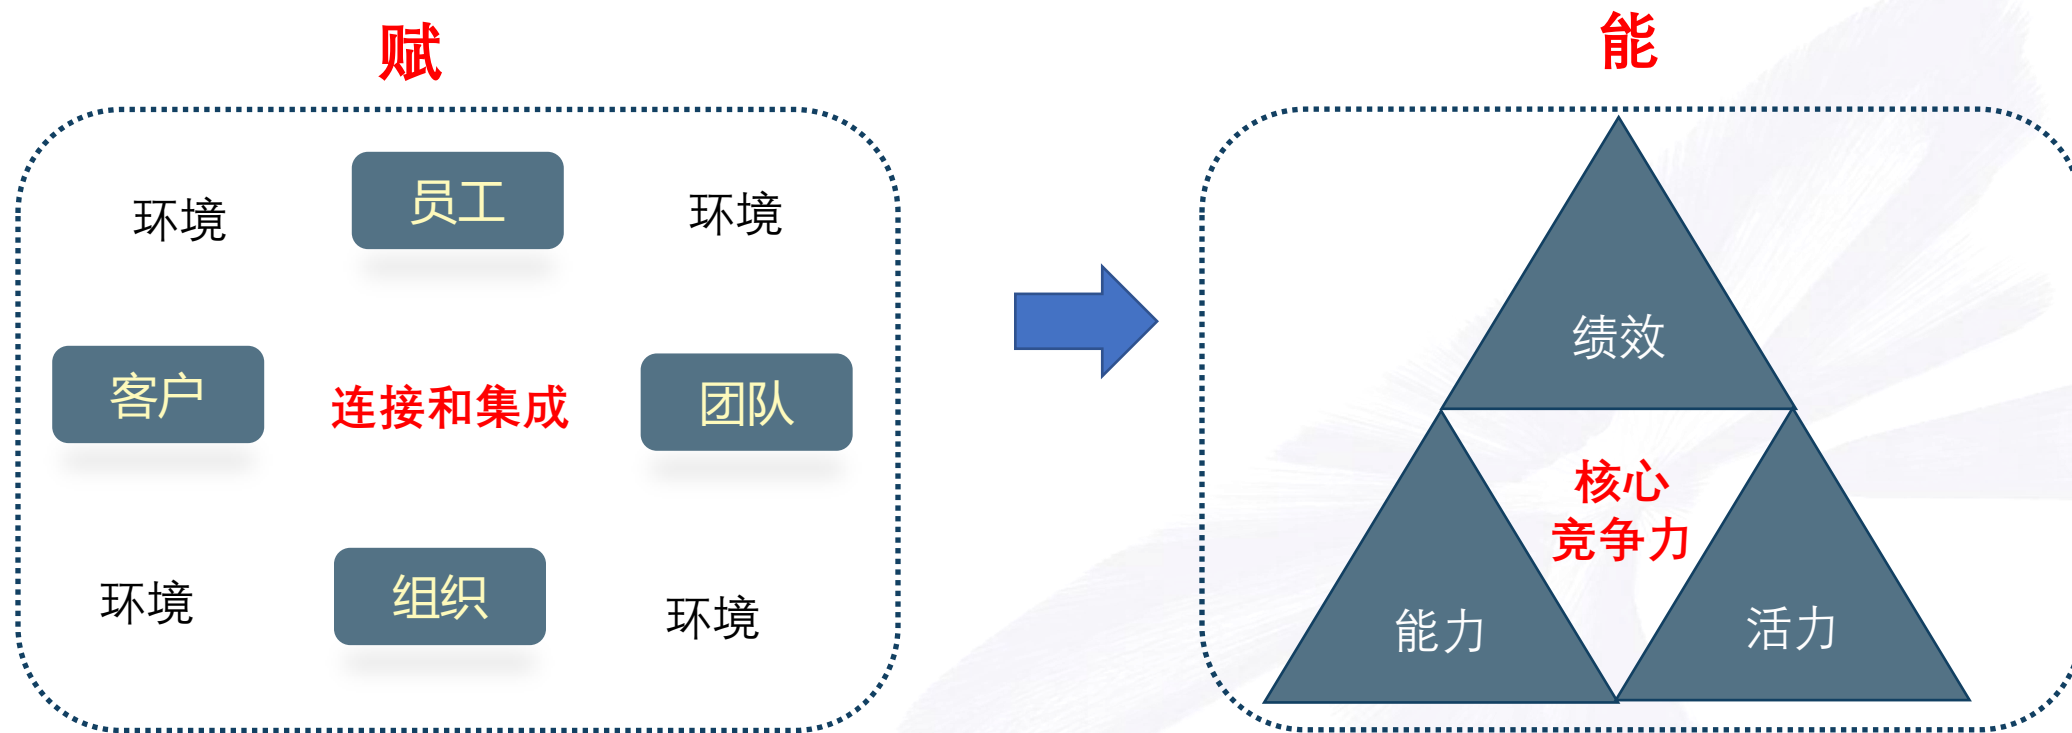 赋
能
环境
员工
环境
客户
连接和集成
团队
环境
组织
环境
绩效
核心
竞争力
能力
活力